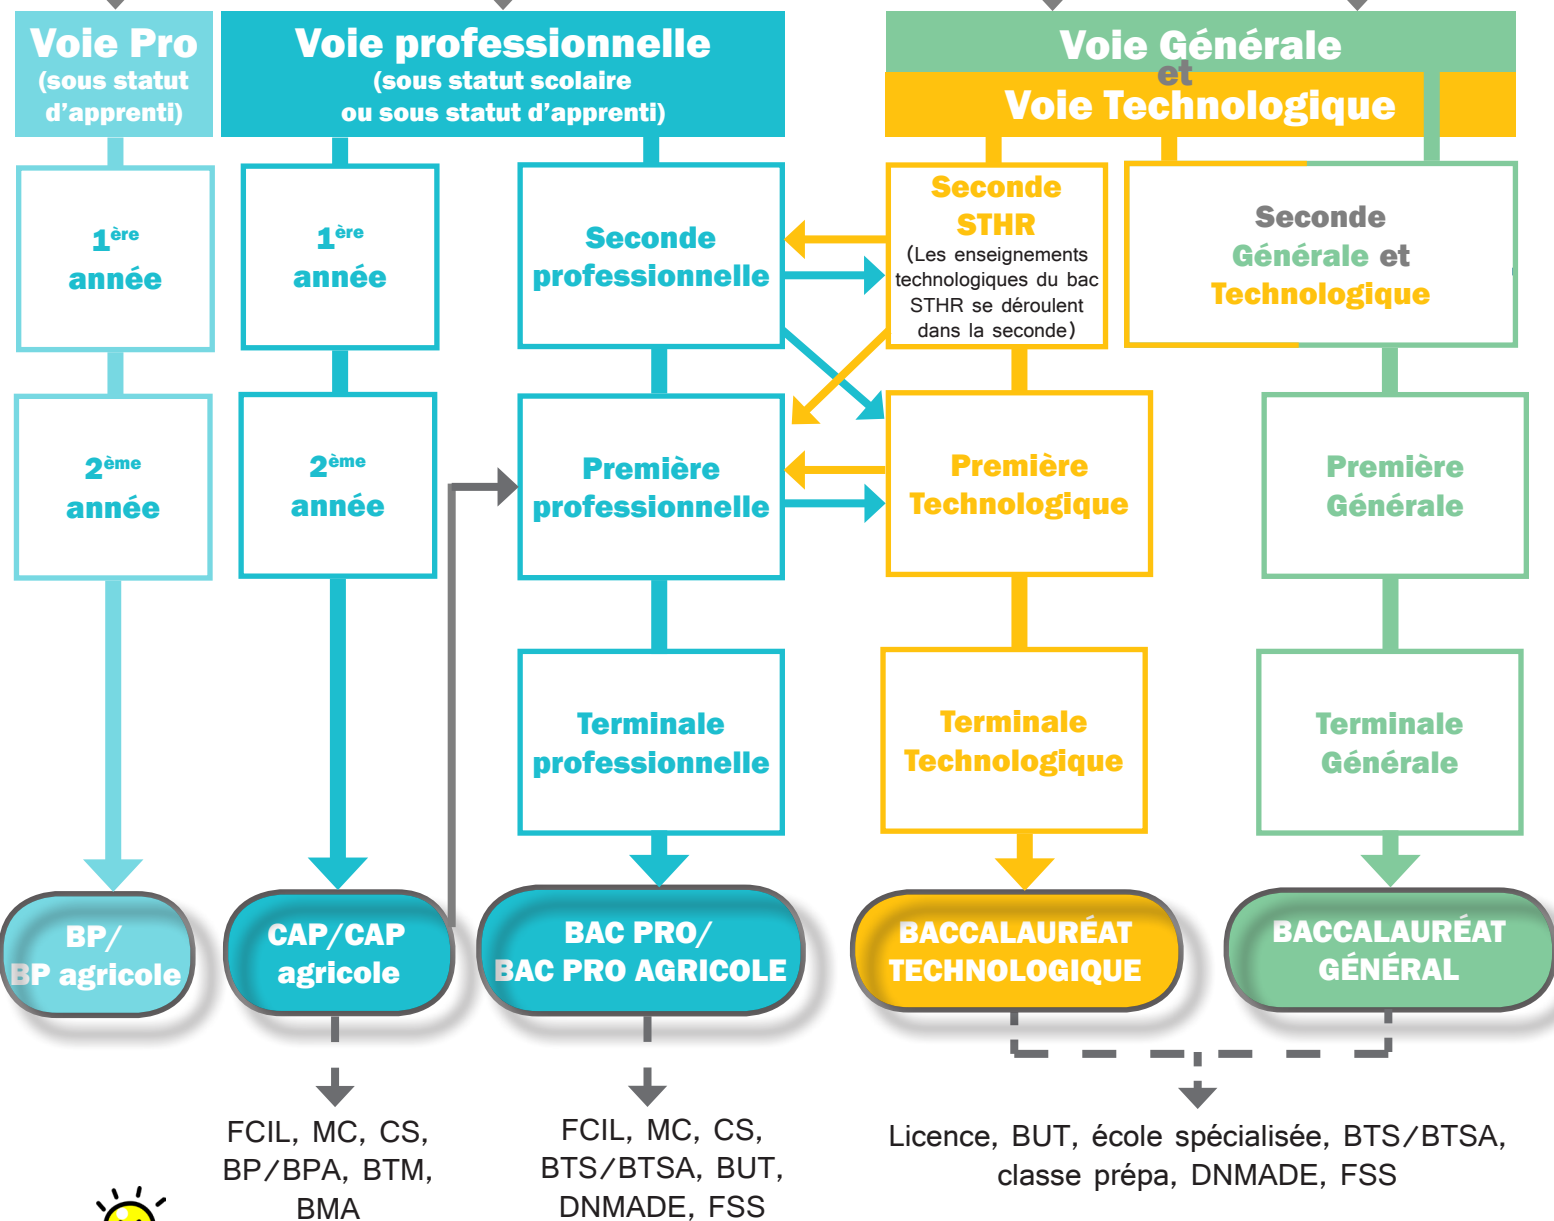 Voie Pro
(sous statut
d'apprenti)
Voie professionnelle
(sous statut scolaire
ou sous statut d'apprenti)
Voie Générale
et
Voie Technologique
1ère
année
1ère
année
Seconde
professionnelle
Seconde
STHR
(Les enseignements
technologiques du bac
STHR se déroulent
dans la seconde)
Seconde
Générale et
Technologique
2ème
année
2ème
année
Première
professionnelle
Première
Technologique
Première
Générale
Terminale
professionnelle
Terminale
Technologique
Terminale
Générale
BP/
BP agricole
CAP/CAP
agricole
BAC PRO/
BAC PRO AGRICOLE
BACCALAURÉAT
TECHNOLOGIQUE
BACCALAURÉAT
GÉNÉRAL
FCIL, MC, CS,
BP/BPA, BTM,
BMA
FCIL, MC, CS,
BTS/BTSA, BUT,
DNMADE, FSS
Licence, BUT, école spécialisée, BTS/BTSA,
classe prépa, DNMADE, FSS